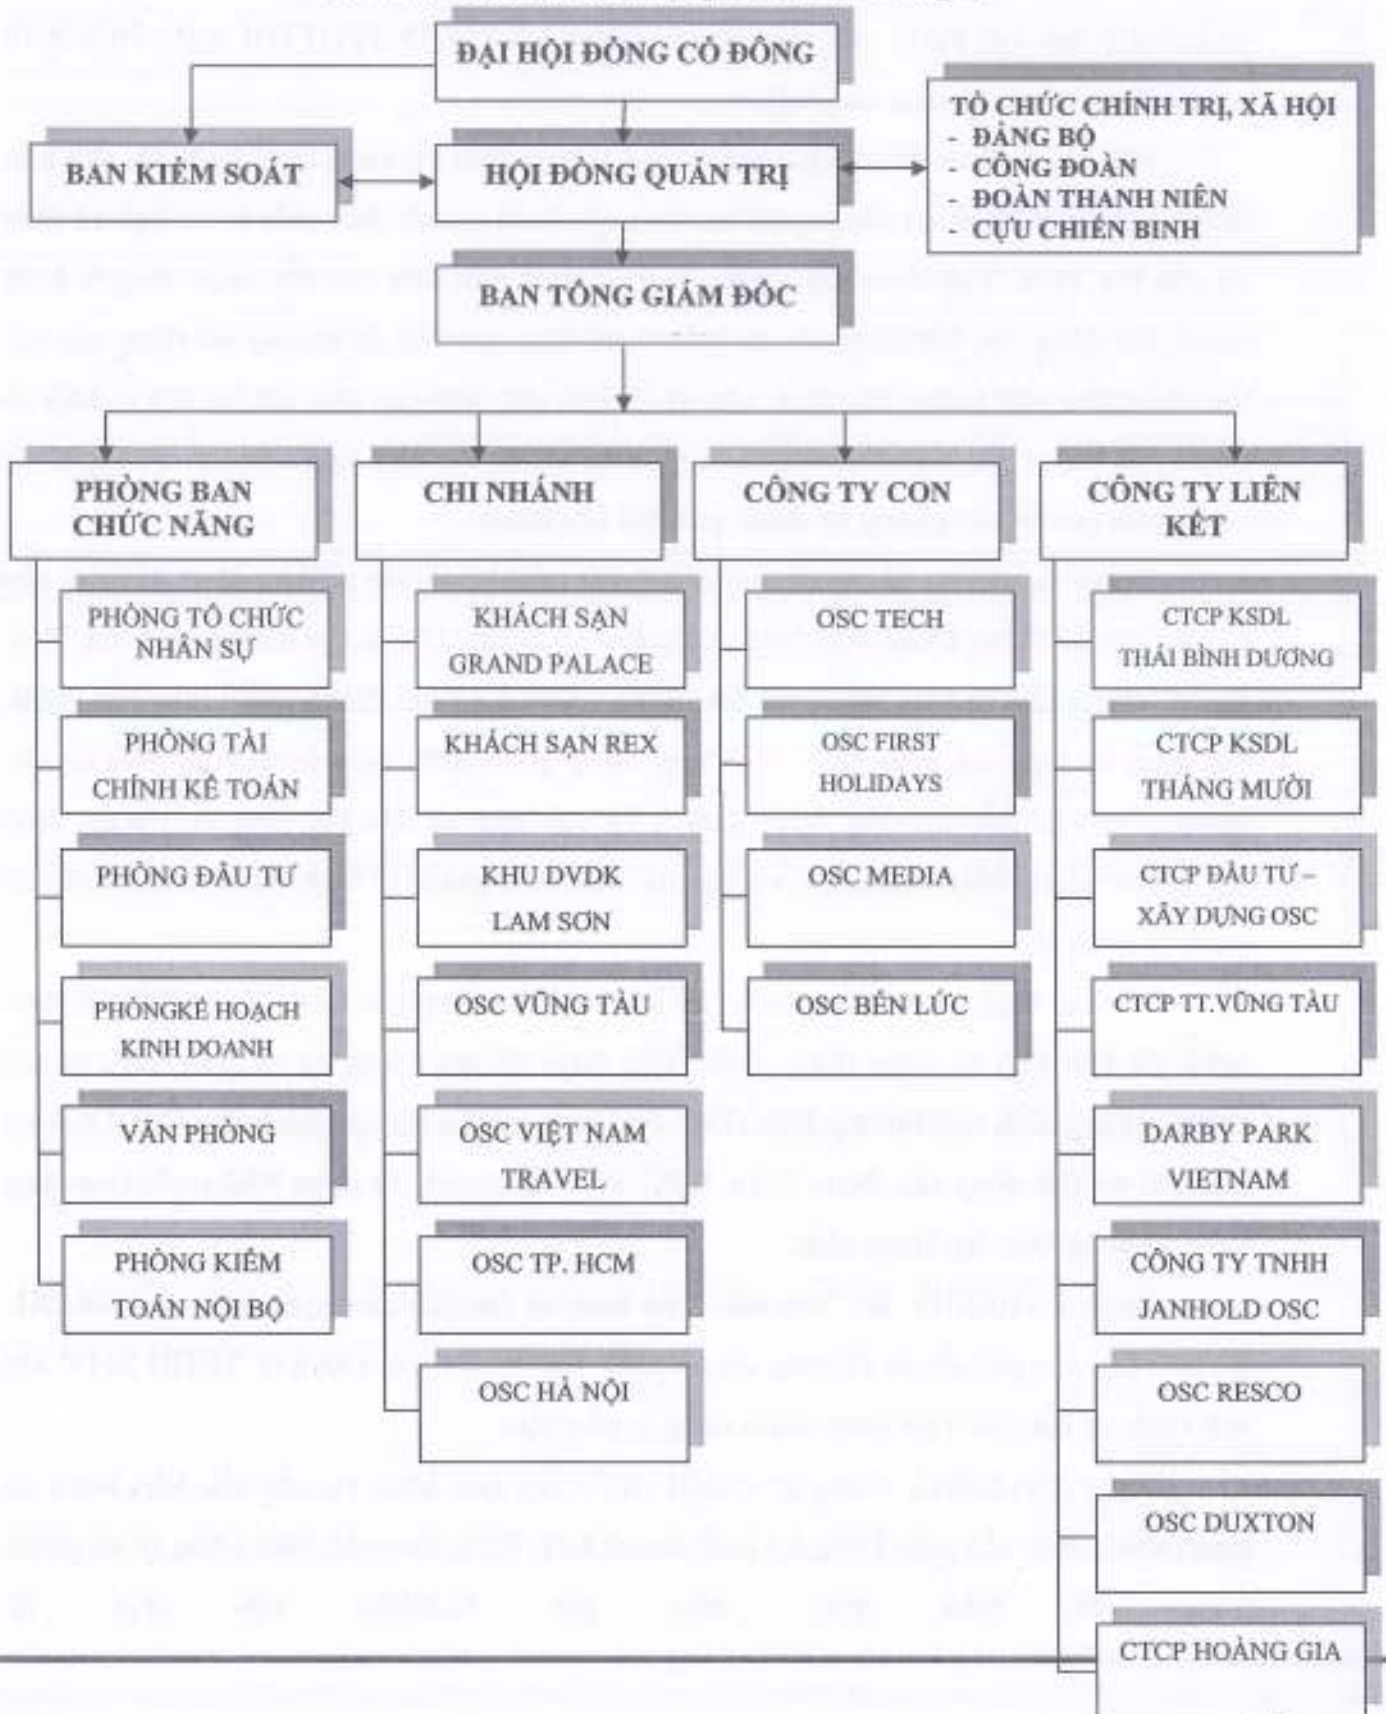 ĐẠI HỘI ĐỒNG CỔ ĐÔNG
TỔ CHỨC CHÍNH TRỊ, XÃ HỘI
- ĐẢNG BỘ
- CÔNG ĐOÀN
- ĐOÀN THANH NIÊN
- CỰU CHIẾN BINH
BAN KIỂM SOÁT
HỘI ĐỒNG QUẢN TRỊ
BAN TỔNG GIÁM ĐỐC
PHÒNG BAN
CHỨC NĂNG
PHÒNG TỔ CHỨC
NHÂN SỰ
PHÒNG TÀI
CHÍNH KẾ TOÁN
PHÒNG ĐẦU TƯ
PHÒNGKẾ HOẠCH
KINH DOANH
VĂN PHÒNG
PHÒNG KIỂM
TOÁN NỘI BỘ
CHI NHÁNH
KHÁCH SẠN
GRAND PALACE
KHÁCH SẠN REX
KHU DVDK
LAM SƠN
OSC VŨNG TÀU
OSC VIỆT NAM
TRAVEL
OSC TP. HCM
OSC HÀ NỘI
CÔNG TY CON
OSC TECH
OSC FIRST
HOLIDAYS
OSC MEDIA
OSC BẾN LỨC
CÔNG TY LIÊN
KẾT
CTCP KSDL
THÁI BÌNH DƯƠNG
CTCP KSDL
THÁNG MƯỜI
CTCP ĐẦU TƯ –
XÂY DỰNG OSC
CTCP TT.VŨNG TÀU
DARBY PARK
VIETNAM
CÔNG TY TNHH
JANHOLD OSC
OSC RESCO
OSC DUXTON
CTCP HOÀNG GIA